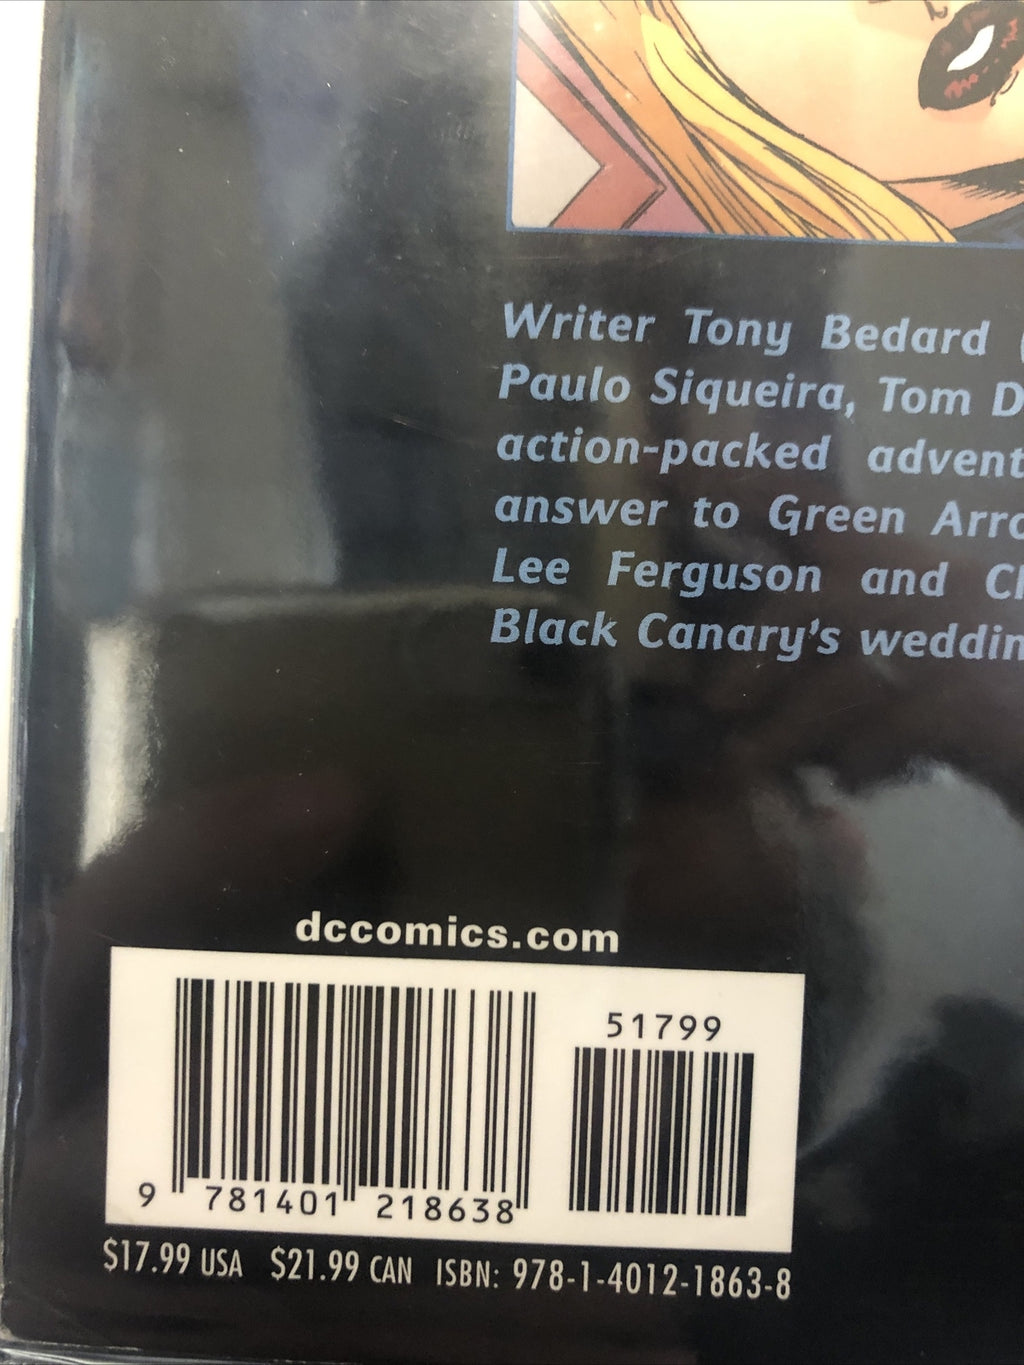 Writer Tony Bedard (
Paulo Siqueira, Tom D
action-packed advent
answer to Green Arro
Lee Ferguson and
Black Canary's weddin
dccomics.com
51799
9 781401 218638
$17.99 USA $21.99 CAN ISBN: 978-1-4012-1863-8